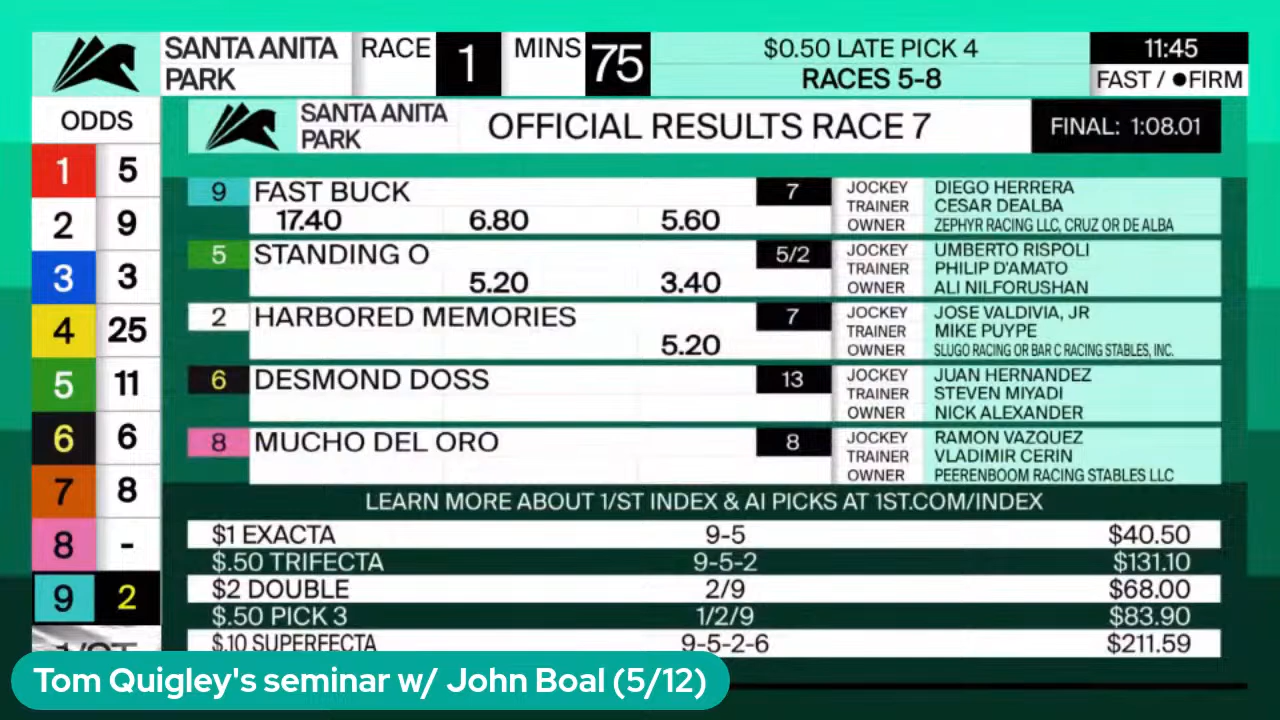 SANTA ANITA PARK RACE 1 MINS 75 $0.50 LATE PICK 4 RACES 5-8 11:45 FAST / ●FIRM
ODDS
1 5
2 9
3 3
4 25
5 11
6 6
7 8
8 -
9 2
SANTA ANITA PARK OFFICIAL RESULTS RACE 7 FINAL: 1:08.01
9 FAST BUCK 7 JOCKEY DIEGO HERRERA
TRAINER CESAR DEALBA
17.40 6.80 5.60 OWNER ZEPHYR RACING LLC, CRUZ OR DE ALBA
5 STANDING O 5/2 JOCKEY UMBERTO RISPOLI
TRAINER PHILIP D'AMATO
5.20 3.40 OWNER ALI NILFORUSHAN
2 HARBORED MEMORIES 7 JOCKEY JOSE VALDIVIA, JR
TRAINER MIKE PUYPE
5.20 OWNER SLUGO RACING OR BAR C RACING STABLES, INC.
6 DESMOND DOSS 13 JOCKEY JUAN HERNANDEZ
TRAINER STEVEN MIYADI
OWNER NICK ALEXANDER
8 MUCHO DEL ORO 8 JOCKEY RAMON VAZQUEZ
TRAINER VLADIMIR CERIN
OWNER PEERENBOOM RACING STABLES LLC
LEARN MORE ABOUT 1/ST INDEX & AI PICKS AT 1ST.COM/INDEX
$1 EXACTA 9-5 $40.50
$.50 TRIFECTA 9-5-2 $131.10
$2 DOUBLE 2/9 $68.00
$.50 PICK 3 1/2/9 $83.90
$.10 SUPERFECTA 9-5-2-6 $211.59
Tom Quigley's seminar w/ John Boal (5/12)